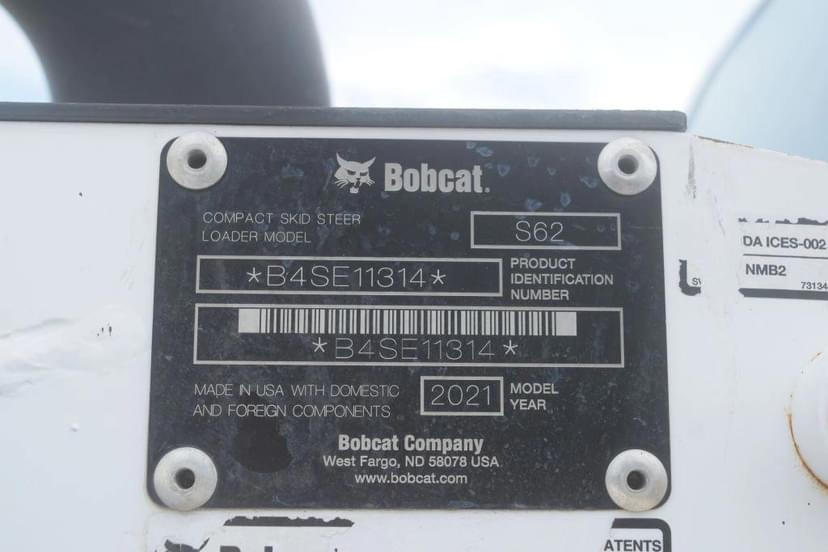 Bobcat.
COMPACT SKID STEER
LOADER MODEL
S62
*B4SE11314*
PRODUCT
IDENTIFICATION
NUMBER
*B4SE11314*
MADE IN USA WITH DOMESTIC
AND FOREIGN COMPONENTS
2021
MODEL
YEAR
Bobcat Company
West Fargo, ND 58078 USA
www.bobcat.com
DA ICES-002
NMB2
73134
ATENTS